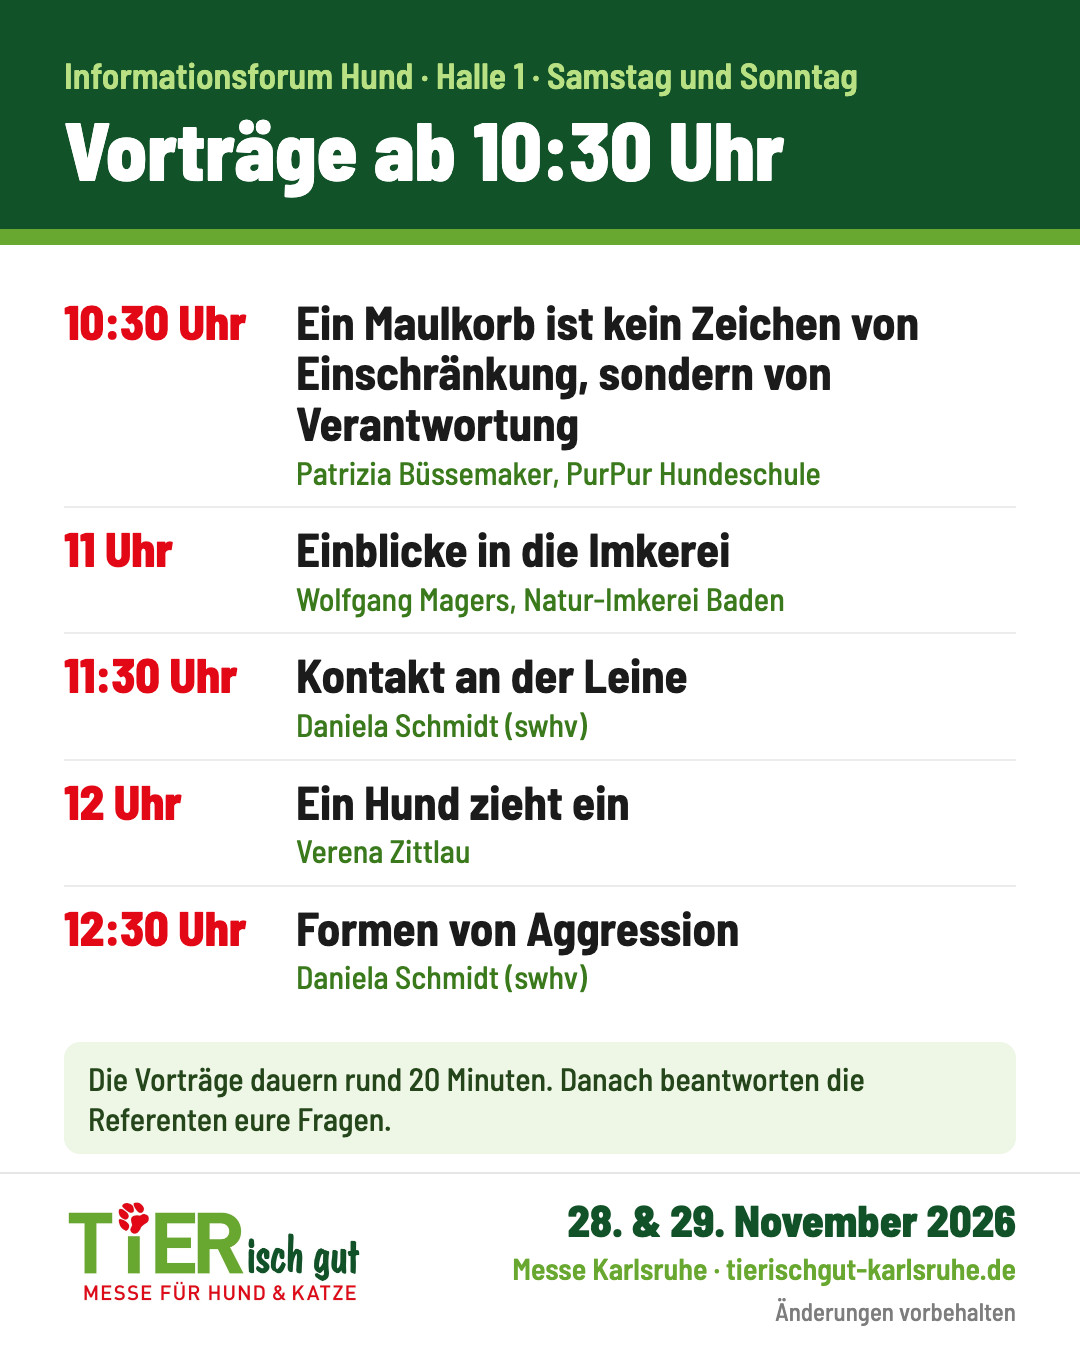 Informationsforum Hund · Halle 1 · Samstag und Sonntag
Vorträge ab 10:30 Uhr
10:30 Uhr
Ein Maulkorb ist kein Zeichen von
Einschränkung, sondern von
Verantwortung
Patrizia Büssemaker, PurPur Hundeschule
11 Uhr
Einblicke in die Imkerei
Wolfgang Magers, Natur-Imkerei Baden
11:30 Uhr
Kontakt an der Leine
Daniela Schmidt (swhv)
12 Uhr
Ein Hund zieht ein
Verena Zittlau
12:30 Uhr
Formen von Aggression
Daniela Schmidt (swhv)
Die Vorträge dauern rund 20 Minuten. Danach beantworten die
Referenten eure Fragen.
TiERisch gut
MESSE FÜR HUND & KATZE
28. & 29. November 2026
Messe Karlsruhe · tierischgut-karlsruhe.de
Änderungen vorbehalten